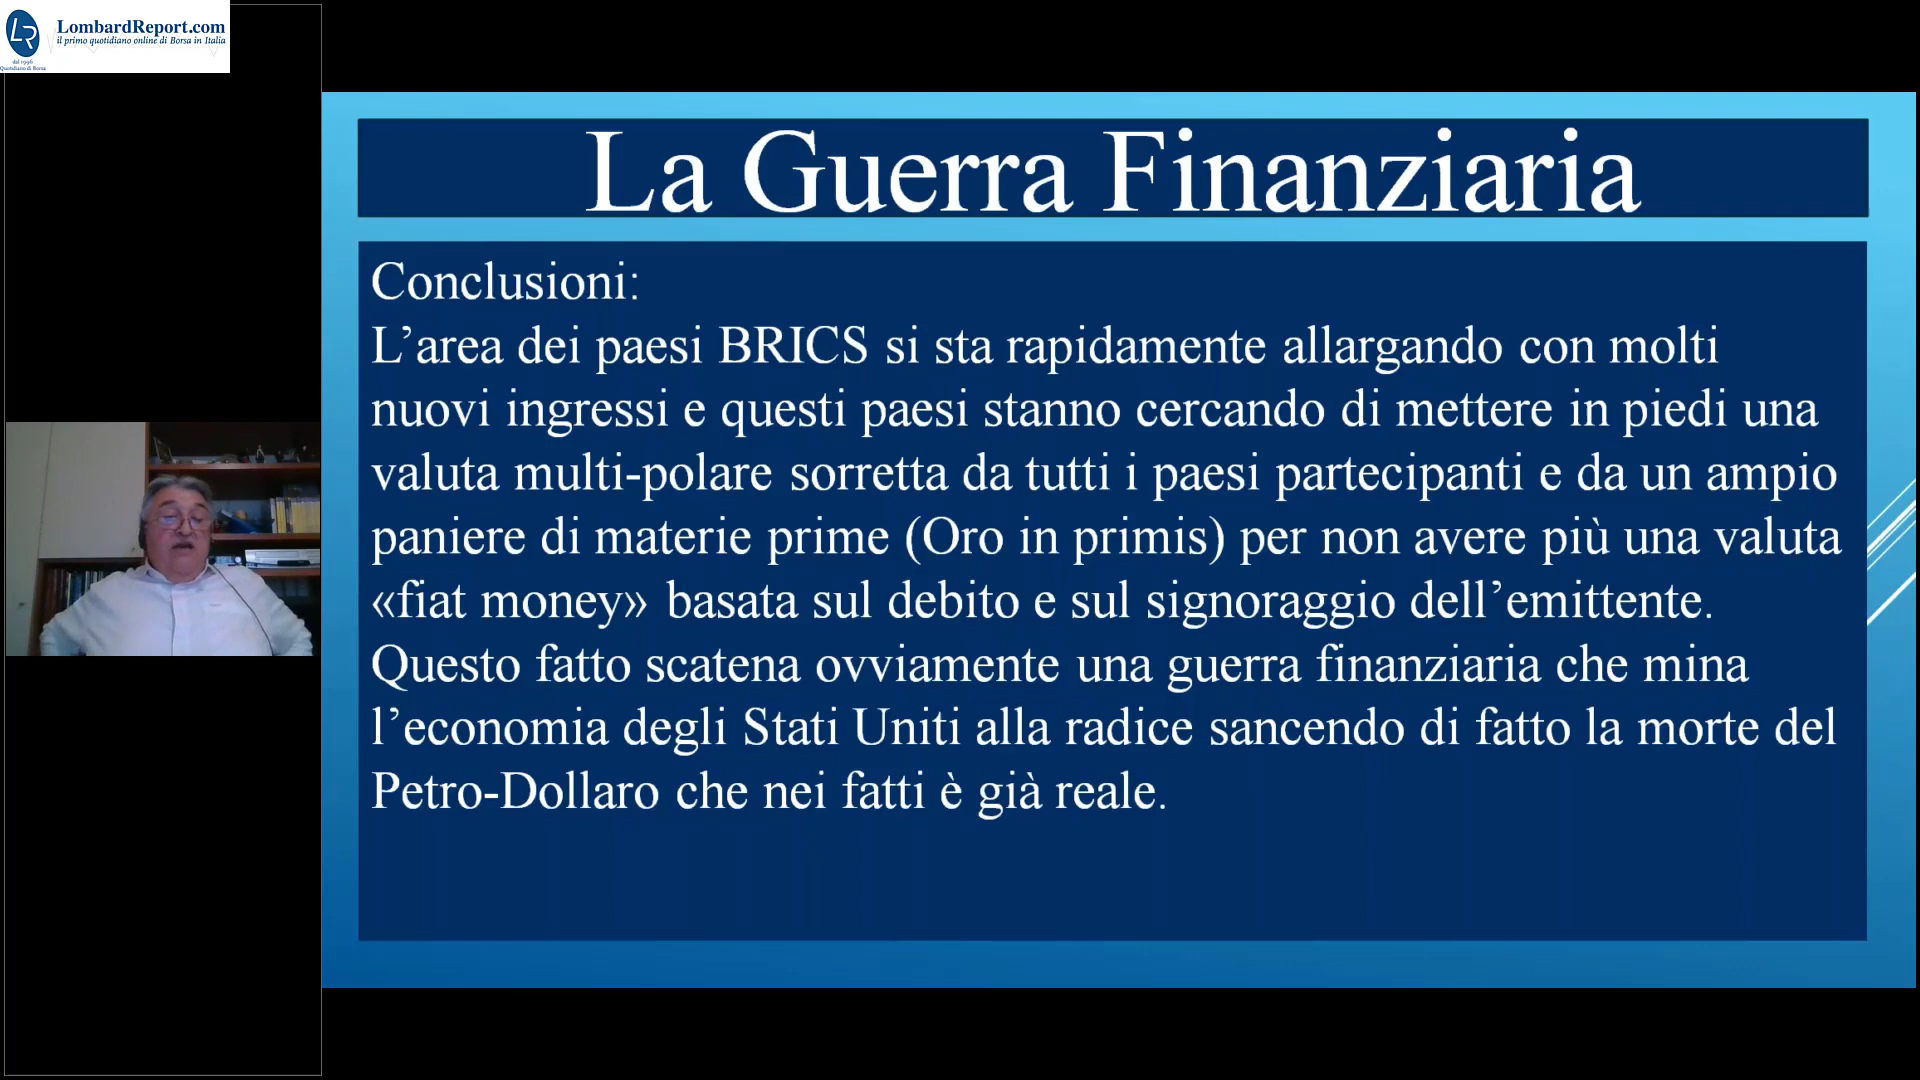 LombardReport.com
il primo quotidiano online di Borsa in Italia
dal 1996
Quotidiano di Borsa
La Guerra Finanziaria
Conclusioni:
L’area dei paesi BRICS si sta rapidamente allargando con molti
nuovi ingressi e questi paesi stanno cercando di mettere in piedi una
valuta multi-polare sorretta da tutti i paesi partecipanti e da un ampio
paniere di materie prime (Oro in primis) per non avere più una valuta
«fiat money» basata sul debito e sul signoraggio dell’emittente.
Questo fatto scatena ovviamente una guerra finanziaria che mina
l’economia degli Stati Uniti alla radice sancendo di fatto la morte del
Petro-Dollaro che nei fatti è già reale.